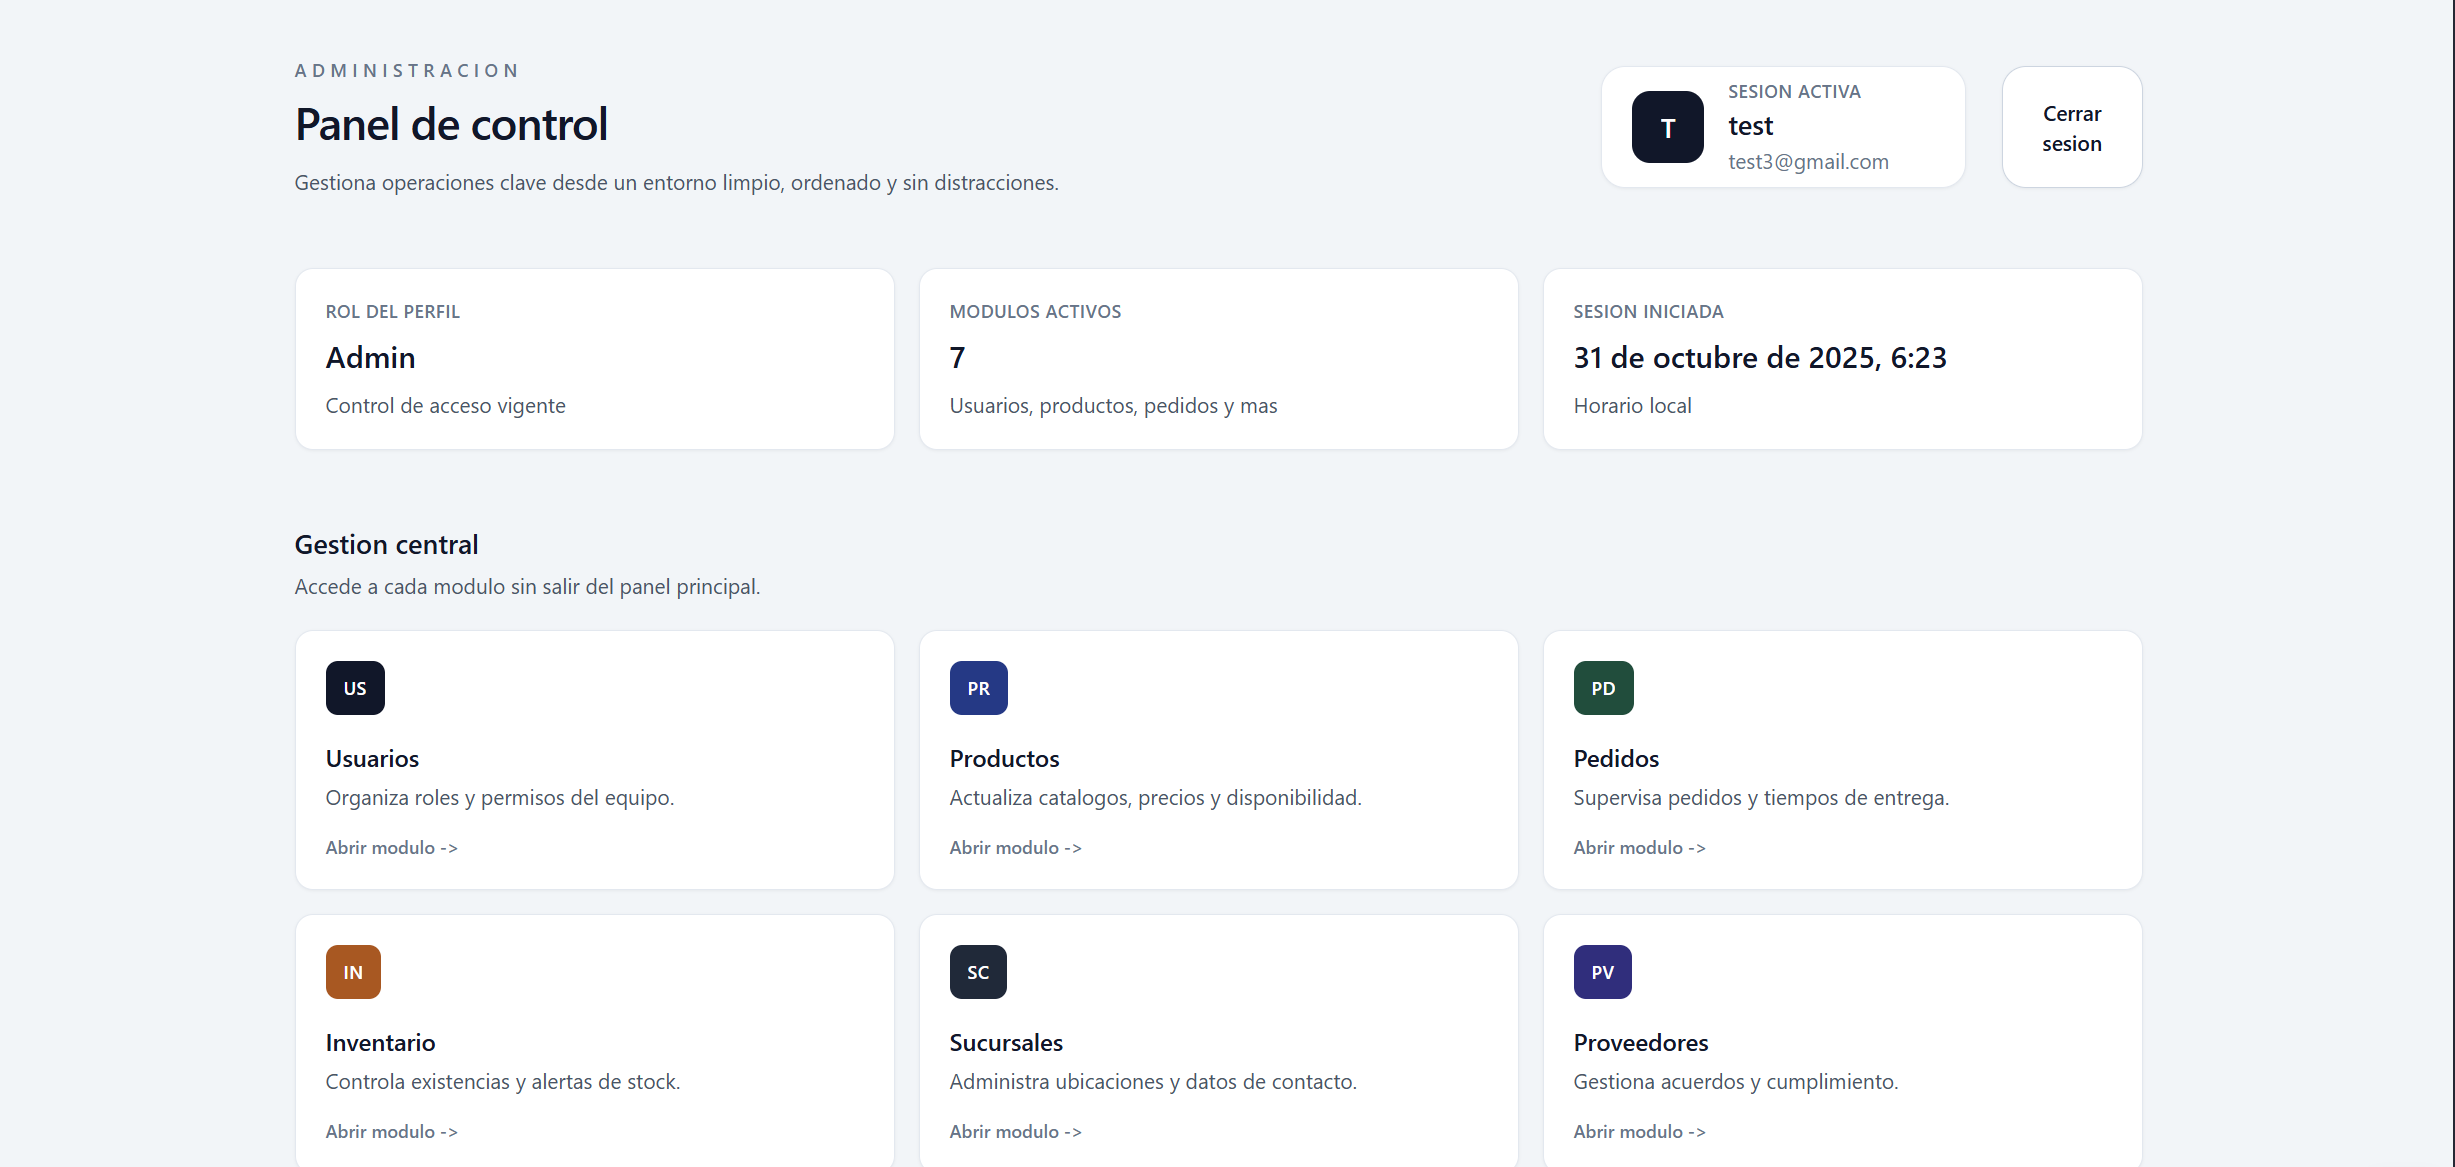 ADMINISTRACION
Panel de control
Gestiona operaciones clave desde un entorno limpio, ordenado y sin distracciones.
T
SESION ACTIVA
test
test3@gmail.com
Cerrar
sesion
ROL DEL PERFIL
Admin
Control de acceso vigente
MODULOS ACTIVOS
7
Usuarios, productos, pedidos y mas
SESION INICIADA
31 de octubre de 2025, 6:23
Horario local
Gestion central
Accede a cada modulo sin salir del panel principal.
US
Usuarios
Organiza roles y permisos del equipo.
Abrir modulo ->
PR
Productos
Actualiza catalogos, precios y disponibilidad.
Abrir modulo ->
PD
Pedidos
Supervisa pedidos y tiempos de entrega.
Abrir modulo ->
IN
Inventario
Controla existencias y alertas de stock.
Abrir modulo ->
SC
Sucursales
Administra ubicaciones y datos de contacto.
Abrir modulo ->
PV
Proveedores
Gestiona acuerdos y cumplimiento.
Abrir modulo ->